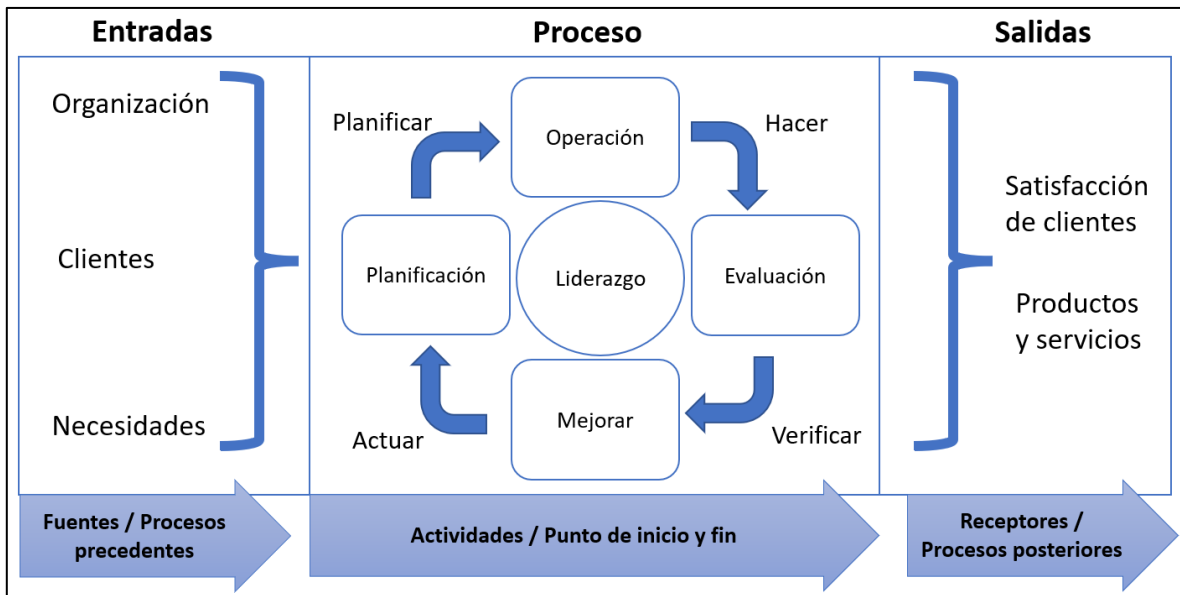 Entradas
Proceso
Salidas
Organización
Clientes
Necesidades
Planificar
Operación
Hacer
Planificación
Liderazgo
Evaluación
Actuar
Mejorar
Verificar
Satisfacción
de clientes
Productos
y servicios
Fuentes / Procesos
precedentes
Actividades / Punto de inicio y fin
Receptores /
Procesos posteriores